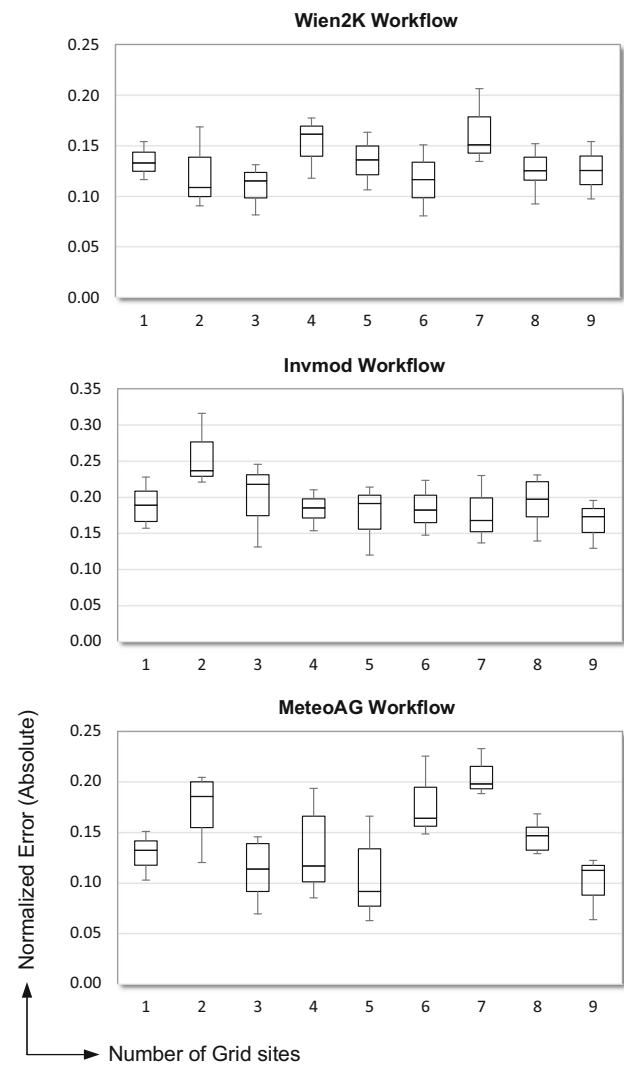 Wien2K Workflow
0.25
0.20
0.15
0.10
0.05
0.00
1 2 3 4 5 6 7 8 9
Invmod Workflow
0.35
0.30
0.25
0.20
0.15
0.10
0.05
0.00
1 2 3 4 5 6 7 8 9
MeteoAG Workflow
0.25
0.20
0.15
0.10
0.05
0.00
1 2 3 4 5 6 7 8 9
Normalized Error (Absolute)
Number of Grid sites